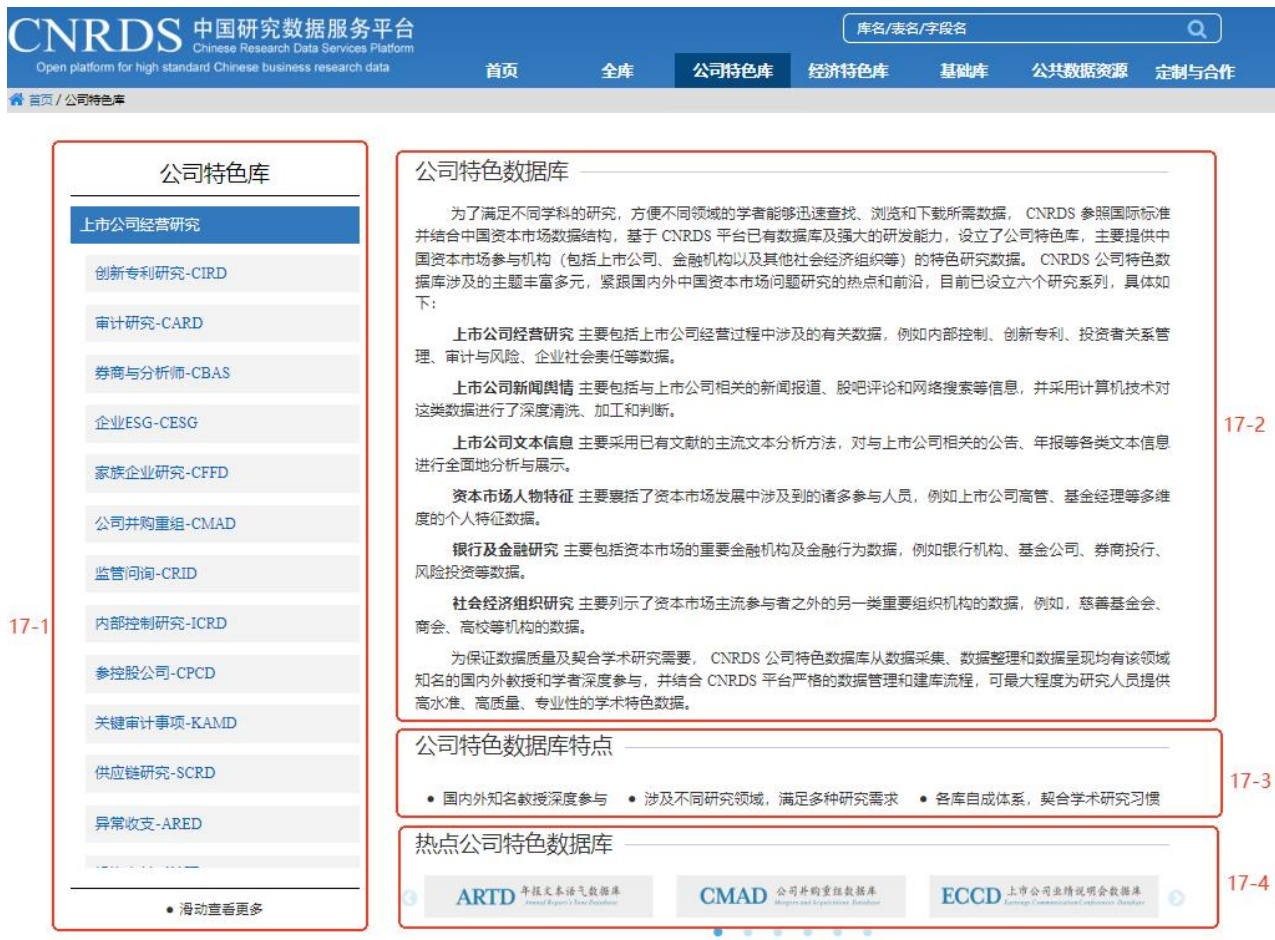 CNRDS 中国研究数据服务平台
Chinese Research Data Services Platform
Open platform for high standard Chinese business research data
库名/表名/字段名
首页 全库 公司特色库 经济特色库 基础库 公共数据资源 定制与合作
首页 / 公司特色库
公司特色库
上市公司经营研究
创新专利研究-CIRD
审计研究-CARD
券商与分析师-CBAS
企业ESG-CESG
家族企业研究-CFFD
公司并购重组-CMAD
监管问询-CRID
17-1
内部控制研究-ICRD
参控股公司-CPCD
关键审计事项-KAMD
供应链研究-SCRD
异常收支-ARED
● 滑动查看更多
公司特色数据库
为了满足不同学科的研究，方便不同领域的学者能够迅速查找、浏览和下载所需数据， CNRDS 参照国际标准
并结合中国资本市场数据结构，基于 CNRDS 平台已有数据库及强大的研发能力，设立了公司特色库，主要提供中
国资本市场参与机构（包括上市公司、金融机构以及其他社会经济组织等）的特色研究数据。 CNRDS 公司特色数
据库涉及的主题丰富多元，紧跟国内外中国资本市场问题研究的热点和前沿，目前已设立六个研究系列，具体如
下：
上市公司经营研究 主要包括上市公司经营过程中涉及的有关数据，例如内部控制、创新专利、投资者关系管
理、审计与风险、企业社会责任等数据。
上市公司新闻舆情 主要包括与上市公司相关的新闻报道、股吧评论和网络搜索等信息，并采用计算机技术对
这类数据进行了深度清洗、加工和判断。
17-2
上市公司文本信息 主要采用已有文献的主流文本分析方法，对与上市公司相关的公告、年报等各类文本信息
进行全面地分析与展示。
资本市场人物特征 主要囊括了资本市场发展中涉及到的诸多参与人员，例如上市公司高管、基金经理等多维
度的个人特征数据。
银行及金融研究 主要包括资本市场的重要金融机构及金融行为数据，例如银行机构、基金公司、券商投行、
风险投资等数据。
社会经济组织研究 主要列示了资本市场主流参与者之外的另一类重要组织机构的数据，例如，慈善基金会、
商会、高校等机构的数据。
为保证数据质量及契合学术研究需要， CNRDS 公司特色数据库从数据采集、数据整理和数据呈现均有该领域
知名的国内外教授和学者深度参与，并结合 CNRDS 平台严格的数据管理和建库流程，可最大程度为研究人员提供
高水准、高质量、专业性的学术特色数据。
公司特色数据库特点
17-3
● 国内外知名教授深度参与 ● 涉及不同研究领域，满足多种研究需求 ● 各库自成体系，契合学术研究习惯
热点公司特色数据库
17-4
ARTD 年报文本语气数据库
Annual Report's Tone Database
CMAD 公司并购重组数据库
Mergers and Acquisitions Database
ECCD 上市公司业绩说明会数据库
Earnings Communication Conferences Database